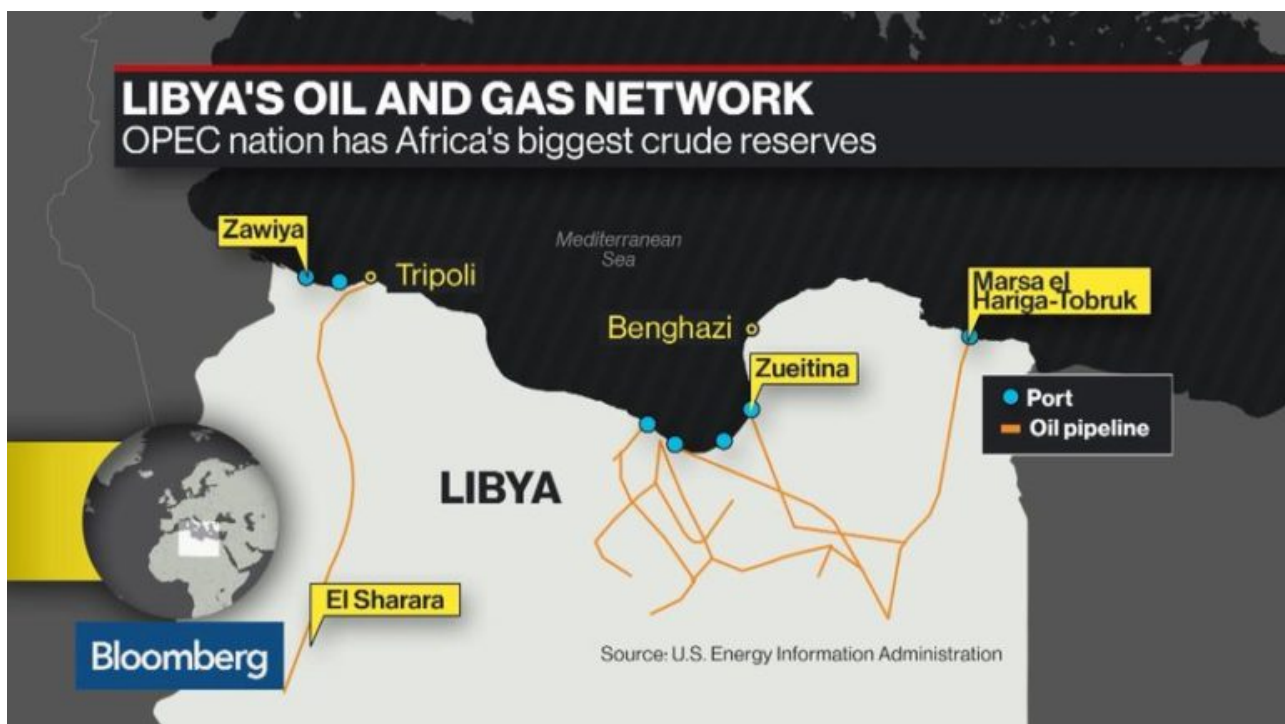 LIBYA'S OIL AND GAS NETWORK
OPEC nation has Africa's biggest crude reserves
Zawiya
Tripoli
Mediterranean
Sea
Benghazi
Marsa el
Hariga-Tobruk
Zueitina
Port
Oil pipeline
LIBYA
El Sharara
Bloomberg
Source: U.S. Energy Information Administration